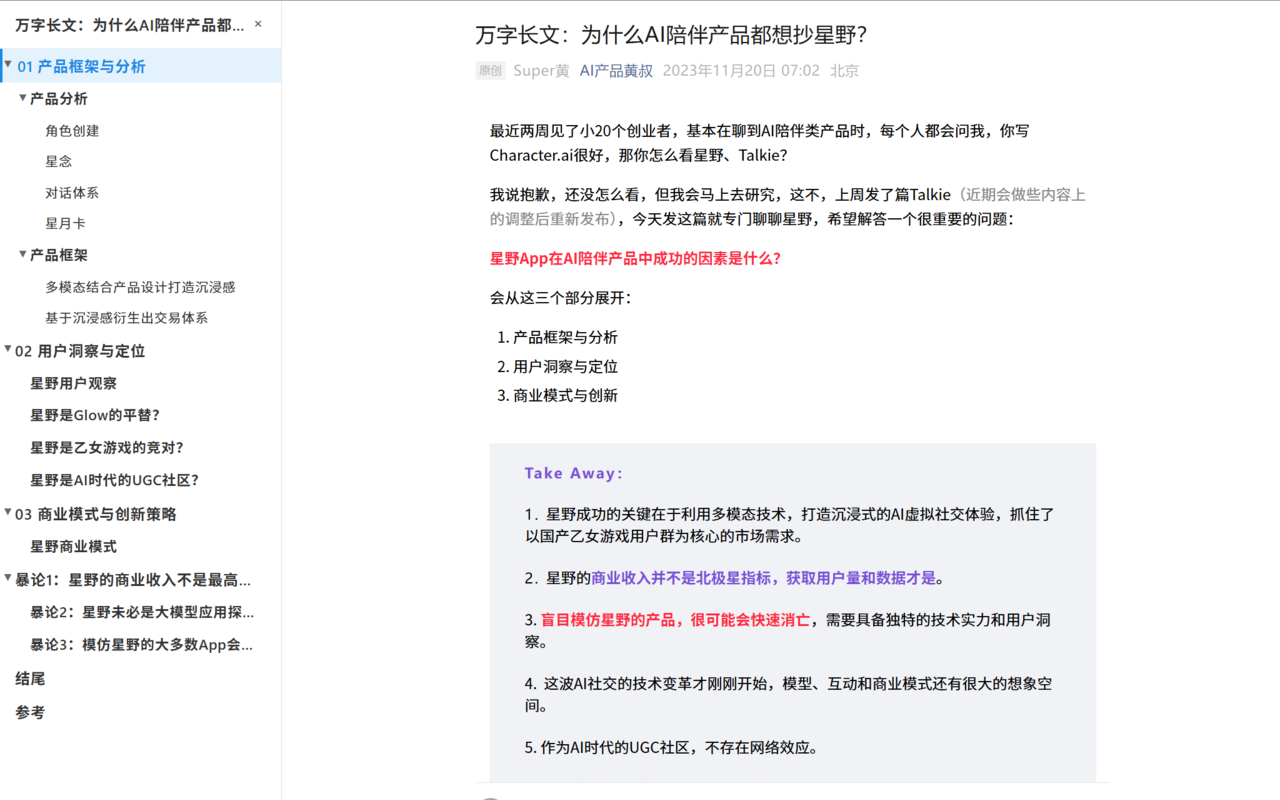 万字长文：为什么AI陪伴产品都...
×
01 产品框架与分析
产品分析
角色创建
星念
对话体系
星月卡
产品框架
多模态结合产品设计打造沉浸感
基于沉浸感衍生出交易体系
02 用户洞察与定位
星野用户观察
星野是Glow的平替？
星野是乙女游戏的竞对？
星野是AI时代的UGC社区？
03 商业模式与创新策略
星野商业模式
暴论1：星野的商业收入不是最高...
暴论2：星野未必是大模型应用探...
暴论3：模仿星野的大多数App会...
结尾
参考
万字长文：为什么AI陪伴产品都想抄星野？
原创 Super黄 AI产品黄叔 2023年11月20日 07:02 北京
最近两周见了小20个创业者，基本在聊到AI陪伴类产品时，每个人都会问我，你写
Character.ai很好，那你怎么看星野、Talkie？
我说抱歉，还没怎么看，但我会马上去研究，这不，上周发了篇Talkie（近期会做些内容上
的调整后重新发布），今天发这篇就专门聊聊星野，希望解答一个很重要的问题：
星野App在AI陪伴产品中成功的因素是什么？
会从这三个部分展开：
1. 产品框架与分析
2. 用户洞察与定位
3. 商业模式与创新
Take Away：
1. 星野成功的关键在于利用多模态技术，打造沉浸式的AI虚拟社交体验，抓住了
以国产乙女游戏用户群为核心的市场需求。
2. 星野的商业收入并不是北极星指标，获取用户量和数据才是。
3. 盲目模仿星野的产品，很可能会快速消亡，需要具备独特的技术实力和用户洞
察。
4. 这波AI社交的技术变革才刚刚开始，模型、互动和商业模式还有很大的想象空
间。
5. 作为AI时代的UGC社区，不存在网络效应。